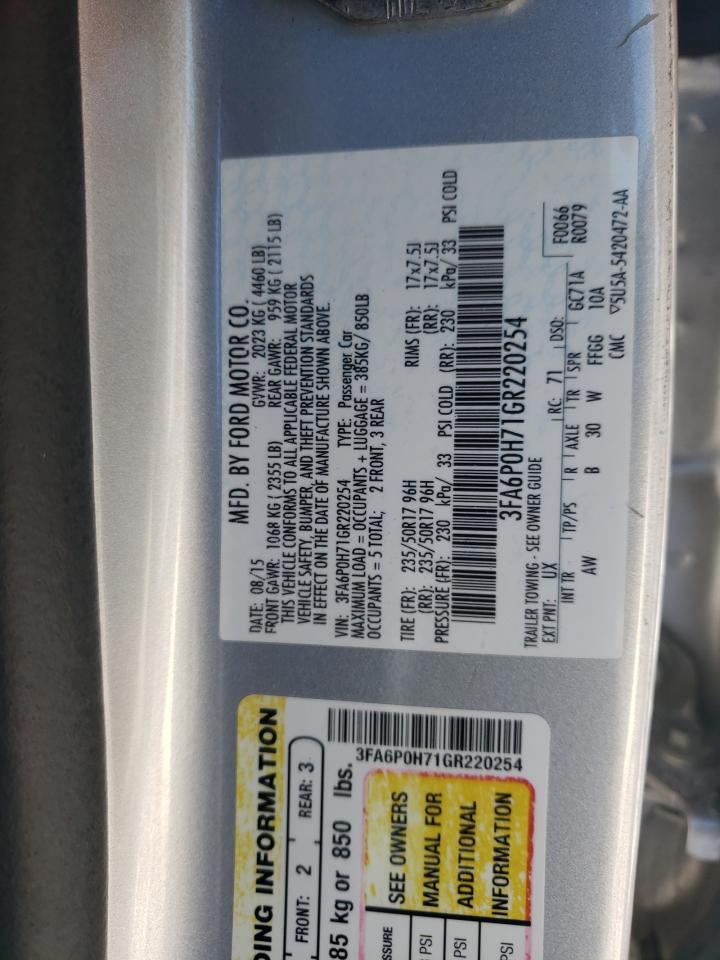 MFD. BY FORD MOTOR CO.
DATE: 08/15 GVWR: 2023 KG ( 4460 LB)
FRONT GAWR: 1068 KG ( 2355 LB) REAR GAWR: 959 KG ( 2115 LB)
THIS VEHICLE CONFORMS TO ALL APPLICABLE FEDERAL MOTOR
VEHICLE SAFETY, BUMPER, AND THEFT PREVENTION STANDARDS
IN EFFECT ON THE DATE OF MANUFACTURE SHOWN ABOVE.
VIN: 3FA6P0H71GR220254 TYPE: Passenger Car
MAXIMUM LOAD = OCCUPANTS + LUGGAGE = 385KG/ 850LB
OCCUPANTS = 5 TOTAL; 2 FRONT, 3 REAR
TIRE (FR): 235/50R17 96H RIMS (FR): 17x7.5J
(RR): 235/50R17 96H (RR): 17x7.5J
PRESSURE (FR): 230 kPa/ 33 PSI COLD (RR): 230 kPa/ 33 PSI COLD
3FA6P0H71GR220254
TRAILER TOWING - SEE OWNER GUIDE
EXT PNT: UX RC: 71 DSO: F0066
R0079
INT TR TP/PS R AXLE TR SPR GC71A
AW B 30 W FFGG 10A
CMC ▽5U5A-5420472-AA
DING INFORMATION
FRONT: 2 REAR: 3
85 kg or 850 lbs.
3FA6P0H71GR220254
SEE OWNERS
MANUAL FOR
ADDITIONAL
INFORMATION
SSURE
PSI
PSI
PSI